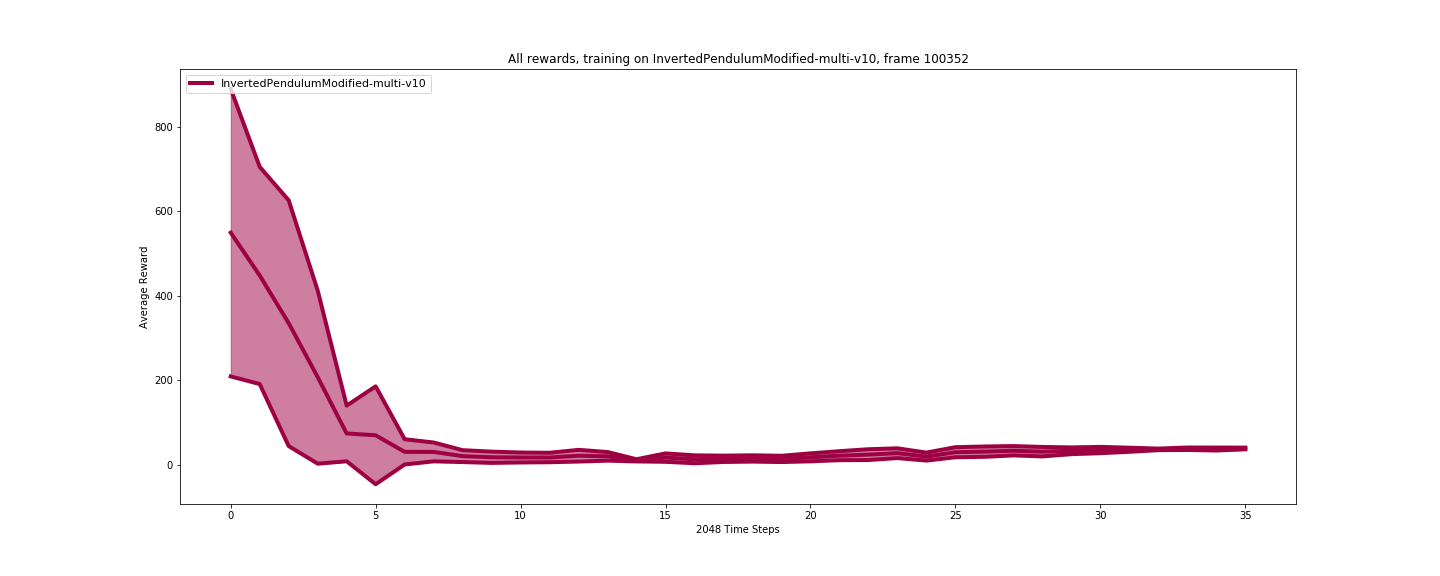 All rewards, training on InvertedPendulumModified-multi-v10, frame 100352
InvertedPendulumModified-multi-v10
Average Reward
800
600
400
200
0
0 5 10 15 20 25 30 35
2048 Time Steps